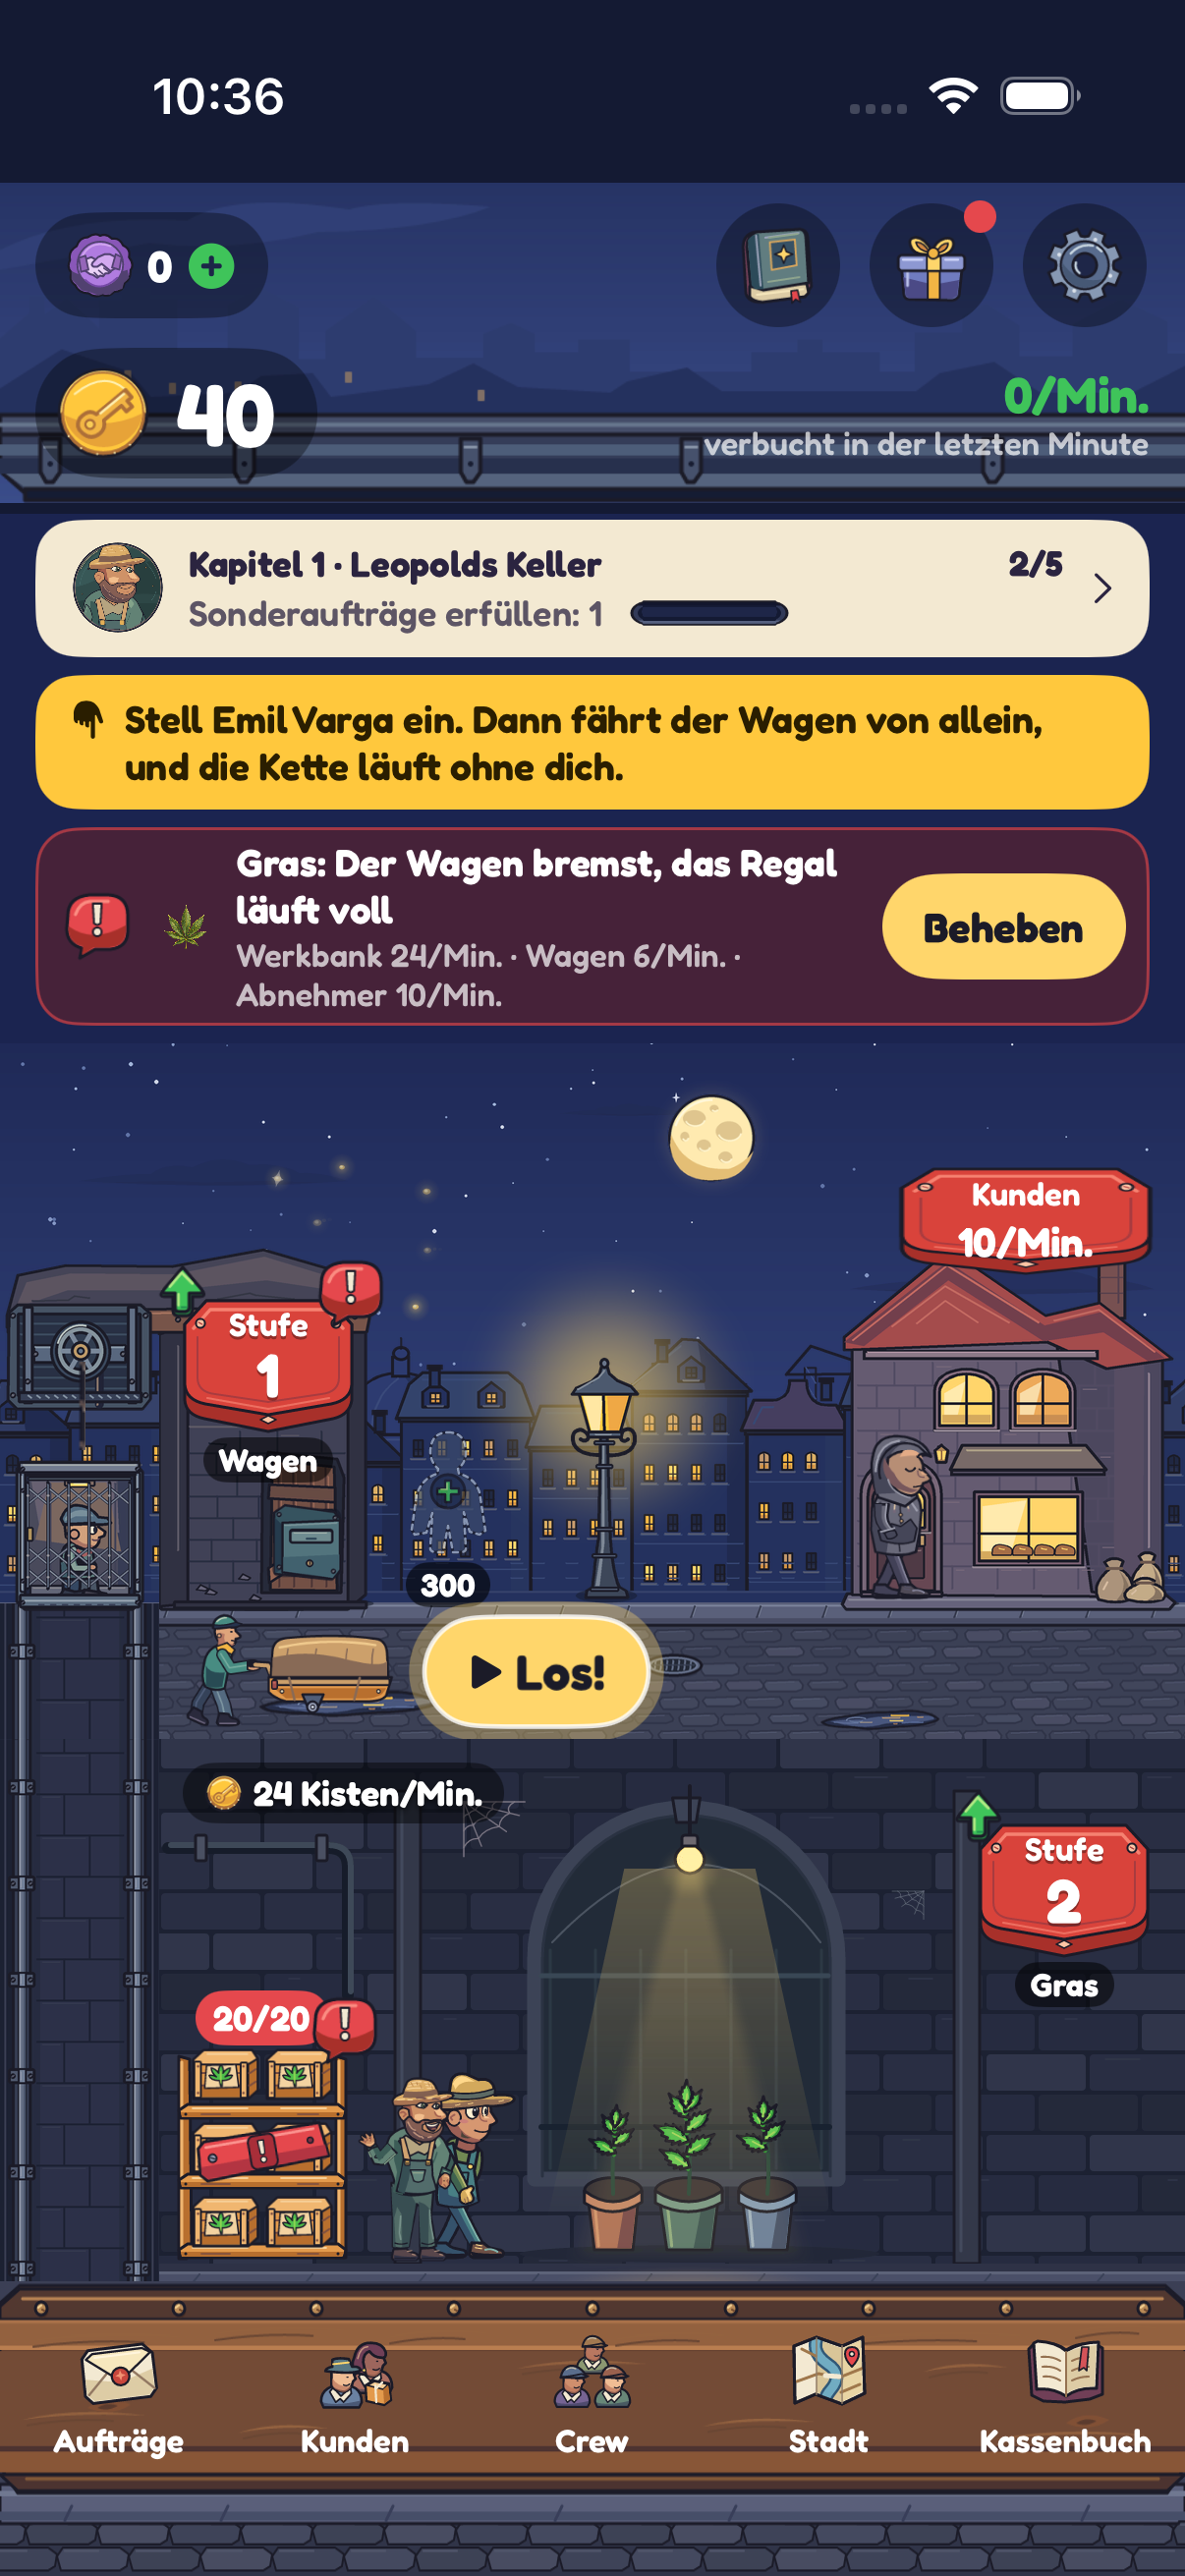 10:36
0
40
0/Min.
verbucht in der letzten Minute
Kapitel 1 · Leopolds Keller
2/5
Sonderaufträge erfüllen: 1
Stell Emil Varga ein. Dann fährt der Wagen von allein,
und die Kette läuft ohne dich.
Gras: Der Wagen bremst, das Regal
läuft voll
Werkbank 24/Min. · Wagen 6/Min. ·
Abnehmer 10/Min.
Beheben
Kunden
10/Min.
Stufe
1
Wagen
300
Los!
24 Kisten/Min.
Stufe
2
Gras
20/20
Aufträge
Kunden
Crew
Stadt
Kassenbuch